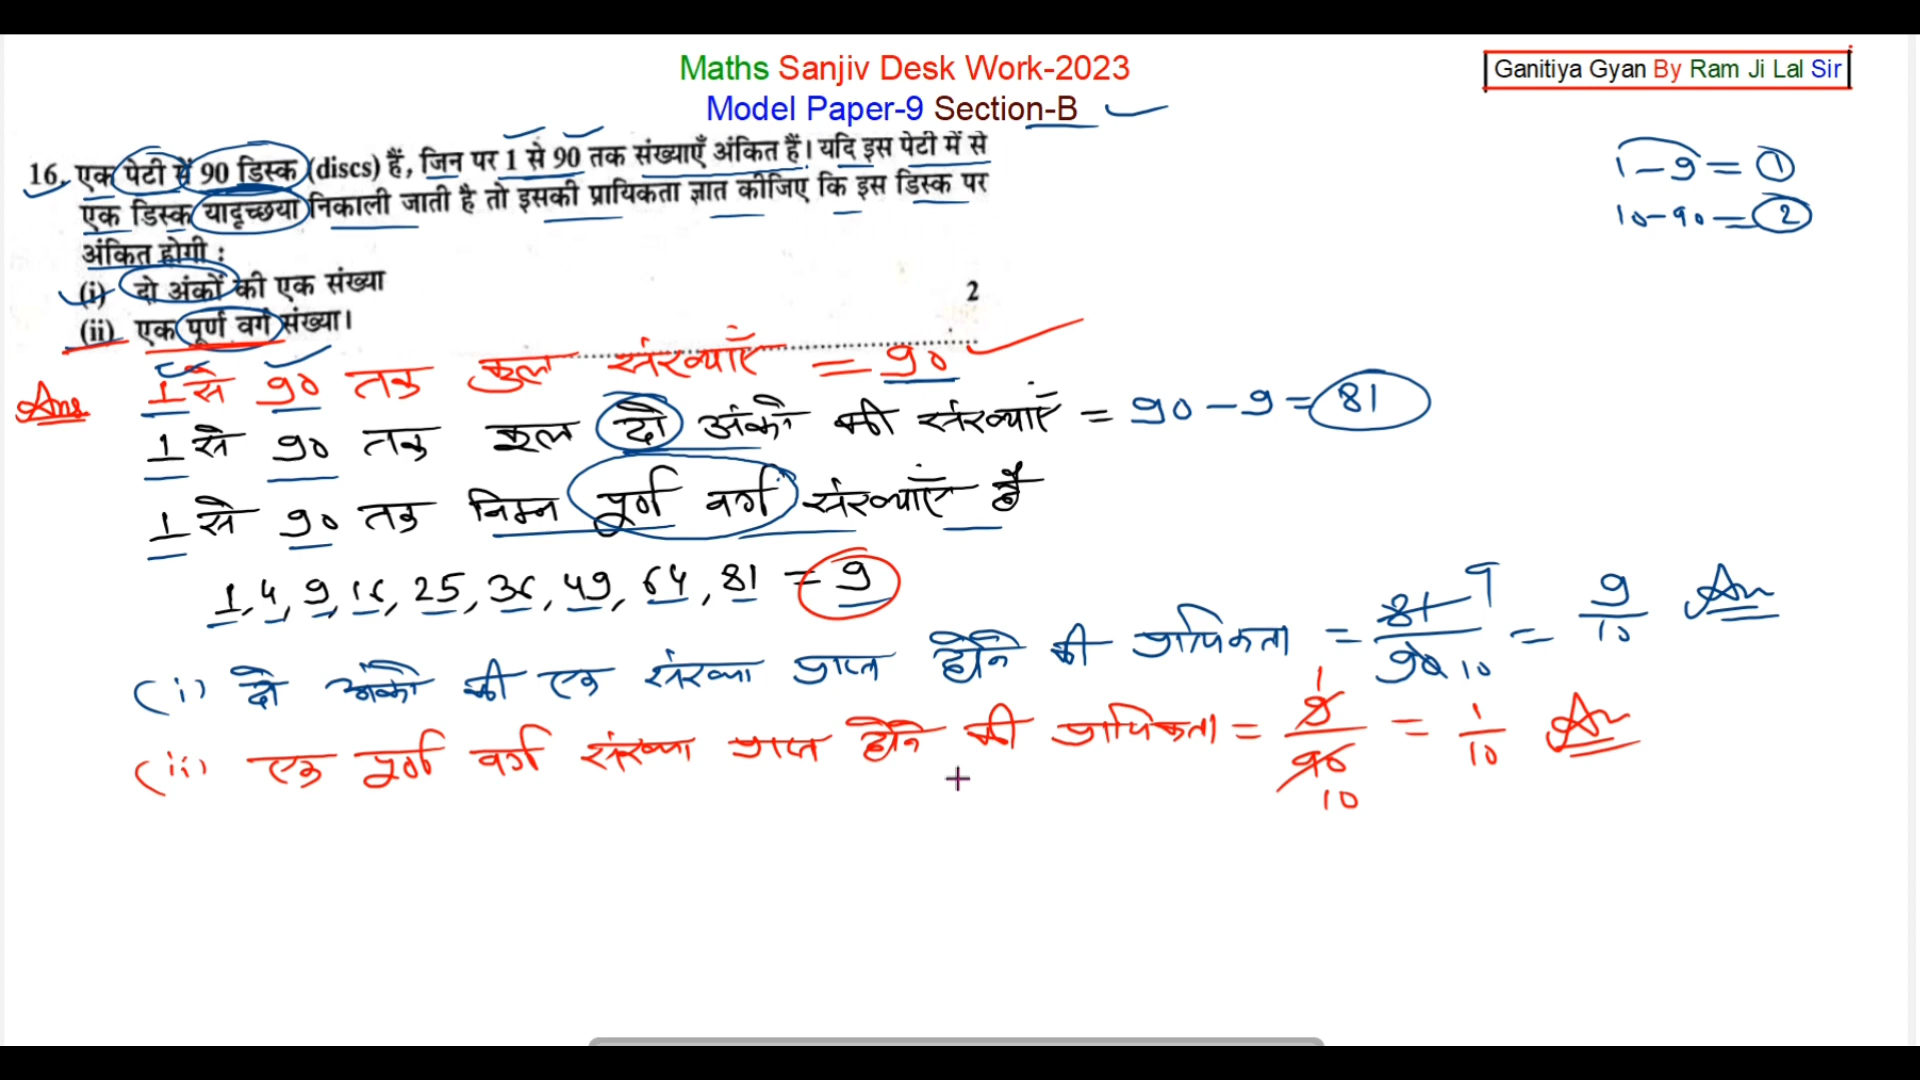 Maths Sanjiv Desk Work-2023
Ganitiya Gyan By Ram Ji Lal Sir
Model Paper-9 Section-B
16. एक पेटी में 90 डिस्क (discs) हैं, जिन पर 1 से 90 तक संख्याएँ अंकित हैं। यदि इस पेटी में से
एक डिस्क यादृच्छया निकाली जाती है तो इसकी प्रायिकता ज्ञात कीजिए कि इस डिस्क पर
अंकित होगी :
(i) दो अंकों की एक संख्या
(ii) एक पूर्ण वर्ग संख्या।
2
1 – 9 = 1
10 – 90 = 2
Ans. 1 से 90 तक कुल संख्याएँ = 90
1 से 90 तक कुल दो अंको की संख्याएँ = 90 – 9 = 81
1 से 90 तक निम्न पूर्ण वर्ग संख्याएँ है
1, 4, 9, 16, 25, 36, 49, 64, 81 = 9
(i) दो अंको की एक संख्या प्राप्त होने की प्रायिकता = 81/90 = 9/10 Ans
(ii) एक पूर्ण वर्ग संख्या प्राप्त होने की प्रायिकता = 9/90 = 1/10 Ans